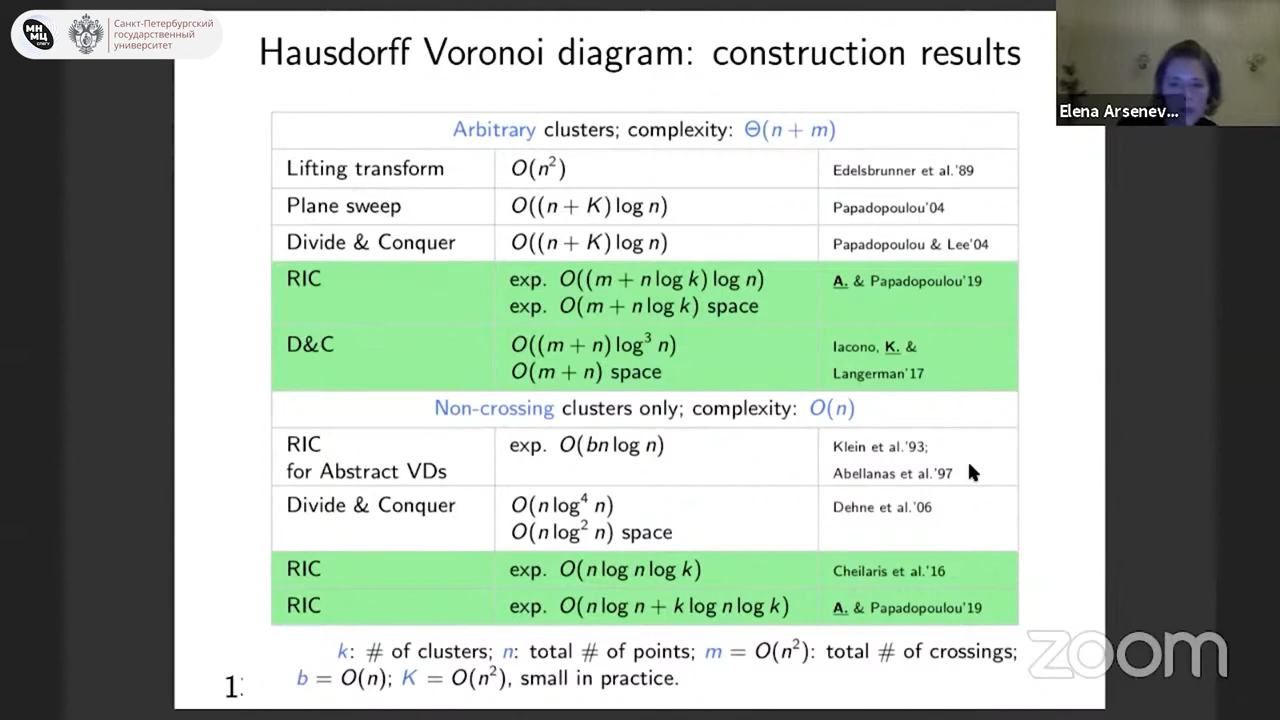 МН
МЦ
СПбГУ
Санкт-Петербургский
государственный
университет
Hausdorff Voronoi diagram: construction results
Elena Arsenev...
Arbitrary clusters; complexity: Θ(n + m)
Lifting transform O(n²) Edelsbrunner et al.'89
Plane sweep O((n + K) log n) Papadopoulou'04
Divide & Conquer O((n + K) log n) Papadopoulou & Lee'04
RIC exp. O((m + n log k) log n) A. & Papadopoulou'19
exp. O(m + n log k) space
D&C O((m + n) log³ n) Iacono, K. &
O(m + n) space Langerman'17
Non-crossing clusters only; complexity: O(n)
RIC exp. O(bn log n) Klein et al.'93;
for Abstract VDs Abellanas et al.'97
Divide & Conquer O(n log⁴ n) Dehne et al.'06
O(n log² n) space
RIC exp. O(n log n log k) Cheilaris et al.'16
RIC exp. O(n log n + k log n log k) A. & Papadopoulou'19
k: # of clusters; n: total # of points; m = O(n²): total # of crossings;
b = O(n); K = O(n²), small in practice.
zoom